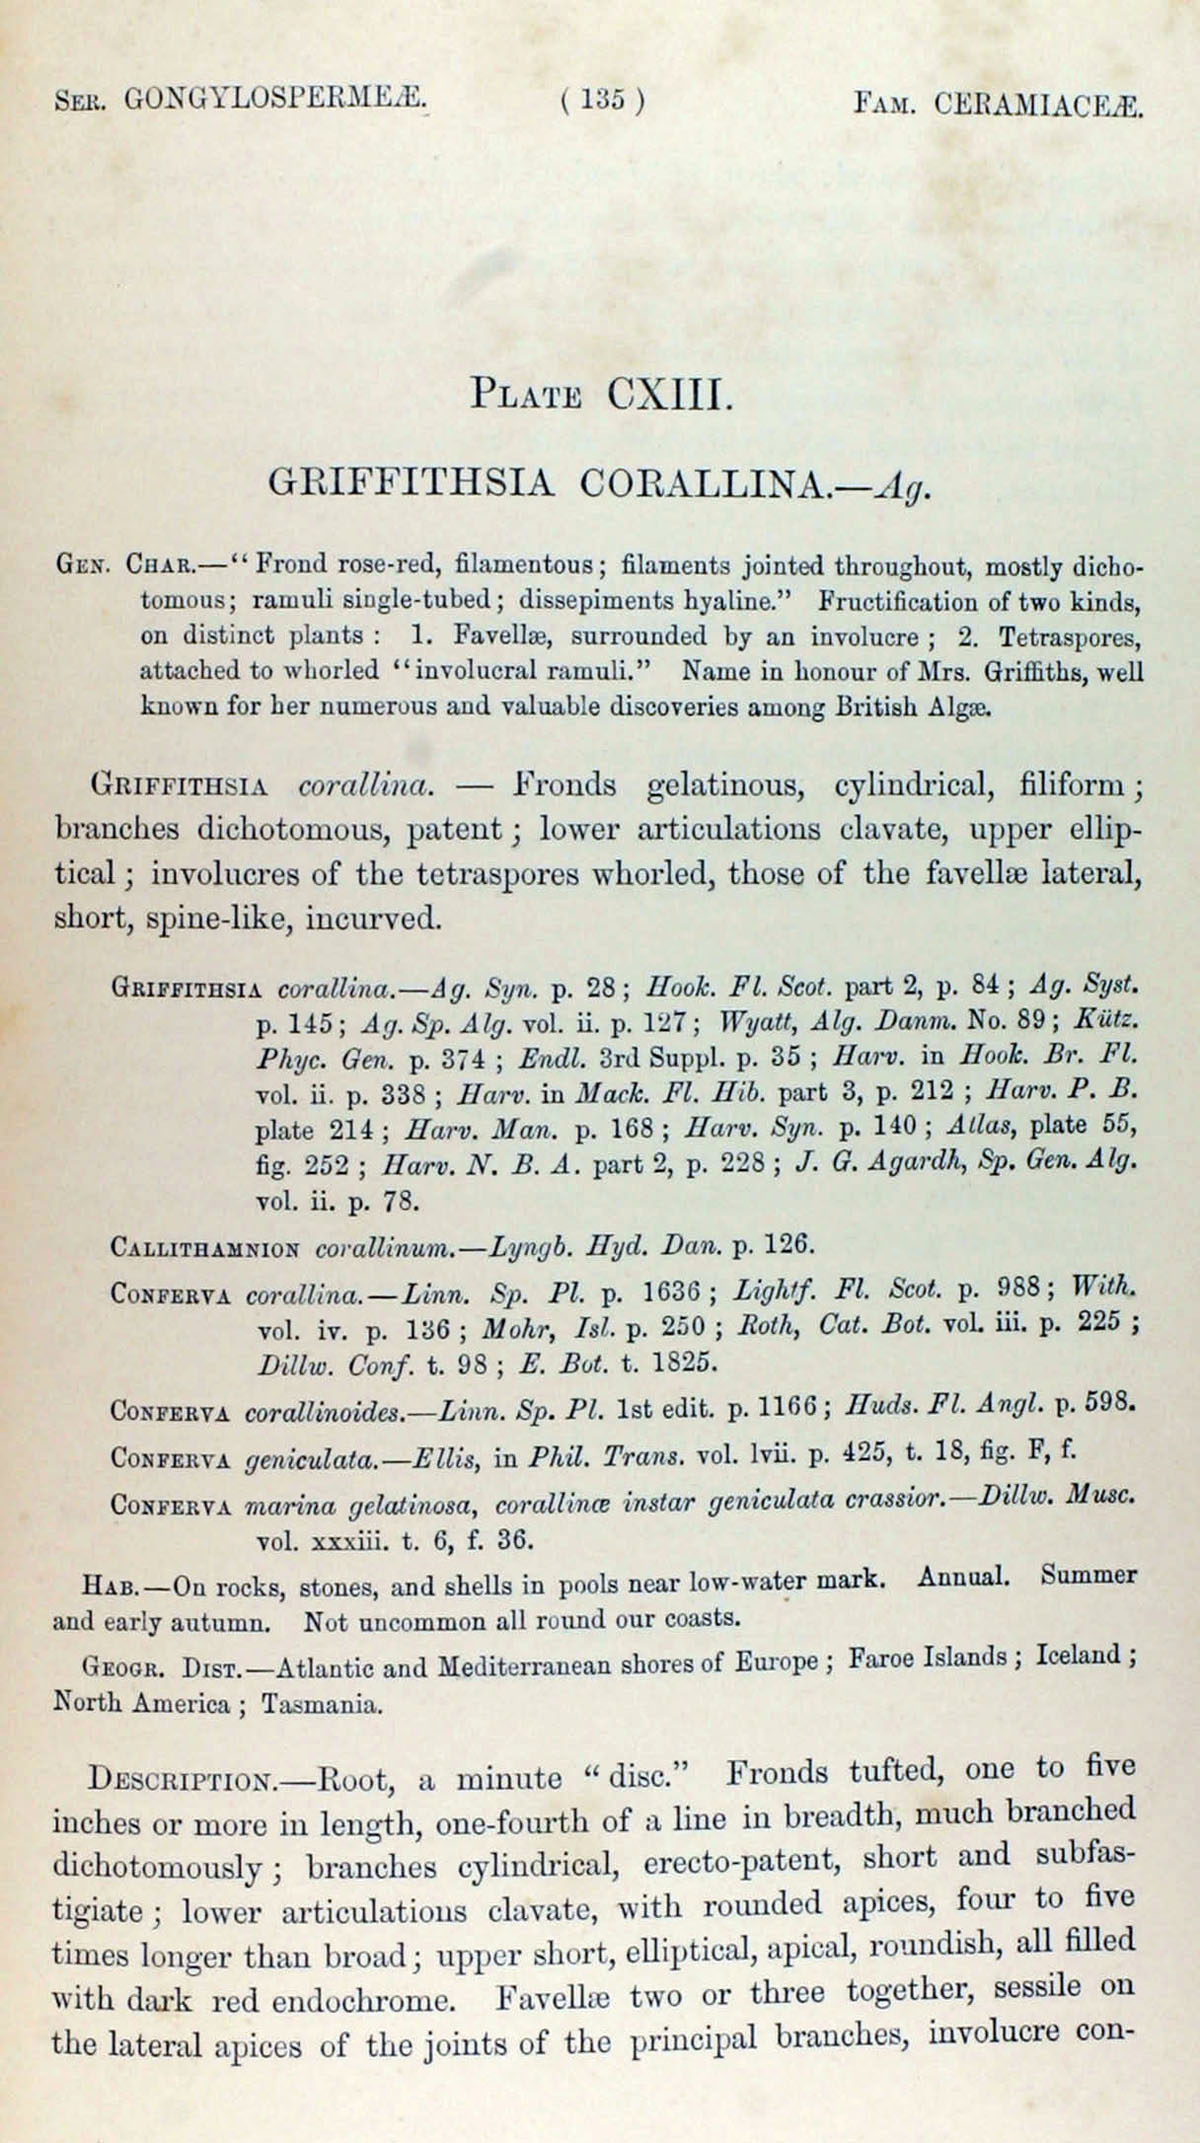 Ser. GONGYLOSPERMEÆ. ( 135 ) Fam. CERAMIACEÆ.
Plate CXIII.
GRIFFITHSIA CORALLINA.—Ag.
Gen. Char.—“Frond rose-red, filamentous; filaments jointed throughout, mostly dicho-
tomous; ramuli single-tubed; dissepiments hyaline.” Fructification of two kinds,
on distinct plants : 1. Favellæ, surrounded by an involucre ; 2. Tetraspores,
attached to whorled “involucral ramuli.” Name in honour of Mrs. Griffiths, well
known for her numerous and valuable discoveries among British Algæ.
Griffithsia corallina. — Fronds gelatinous, cylindrical, filiform ;
branches dichotomous, patent ; lower articulations clavate, upper ellip-
tical ; involucres of the tetraspores whorled, those of the favellæ lateral,
short, spine-like, incurved.
Griffithsia corallina.—Ag. Syn. p. 28 ; Hook. Fl. Scot. part 2, p. 84 ; Ag. Syst.
p. 145 ; Ag. Sp. Alg. vol. ii. p. 127 ; Wyatt, Alg. Danm. No. 89 ; Kütz.
Phyc. Gen. p. 374 ; Endl. 3rd Suppl. p. 35 ; Harv. in Hook. Br. Fl.
vol. ii. p. 338 ; Harv. in Mack. Fl. Hib. part 3, p. 212 ; Harv. P. B.
plate 214 ; Harv. Man. p. 168 ; Harv. Syn. p. 140 ; Atlas, plate 55,
fig. 252 ; Harv. N. B. A. part 2, p. 228 ; J. G. Agardh, Sp. Gen. Alg.
vol. ii. p. 78.
Callithamnion corallinum.—Lyngb. Hyd. Dan. p. 126.
Conferva corallina.—Linn. Sp. Pl. p. 1636 ; Lightf. Fl. Scot. p. 988 ; With.
vol. iv. p. 136 ; Mohr, Isl. p. 250 ; Roth, Cat. Bot. vol. iii. p. 225 ;
Dillw. Conf. t. 98 ; E. Bot. t. 1825.
Conferva corallinoides.—Linn. Sp. Pl. 1st edit. p. 1166 ; Huds. Fl. Angl. p. 598.
Conferva geniculata.—Ellis, in Phil. Trans. vol. lvii. p. 425, t. 18, fig. F, f.
Conferva marina gelatinosa, corallinæ instar geniculata crassior.—Dillw. Musc.
vol. xxxiii. t. 6, f. 36.
Hab.—On rocks, stones, and shells in pools near low-water mark. Annual. Summer
and early autumn. Not uncommon all round our coasts.
Geogr. Dist.—Atlantic and Mediterranean shores of Europe ; Faroe Islands ; Iceland ;
North America ; Tasmania.
Description.—Root, a minute “disc.” Fronds tufted, one to five
inches or more in length, one-fourth of a line in breadth, much branched
dichotomously ; branches cylindrical, erecto-patent, short and subfas-
tigiate ; lower articulations clavate, with rounded apices, four to five
times longer than broad ; upper short, elliptical, apical, roundish, all filled
with dark red endochrome. Favellæ two or three together, sessile on
the lateral apices of the joints of the principal branches, involucre con-